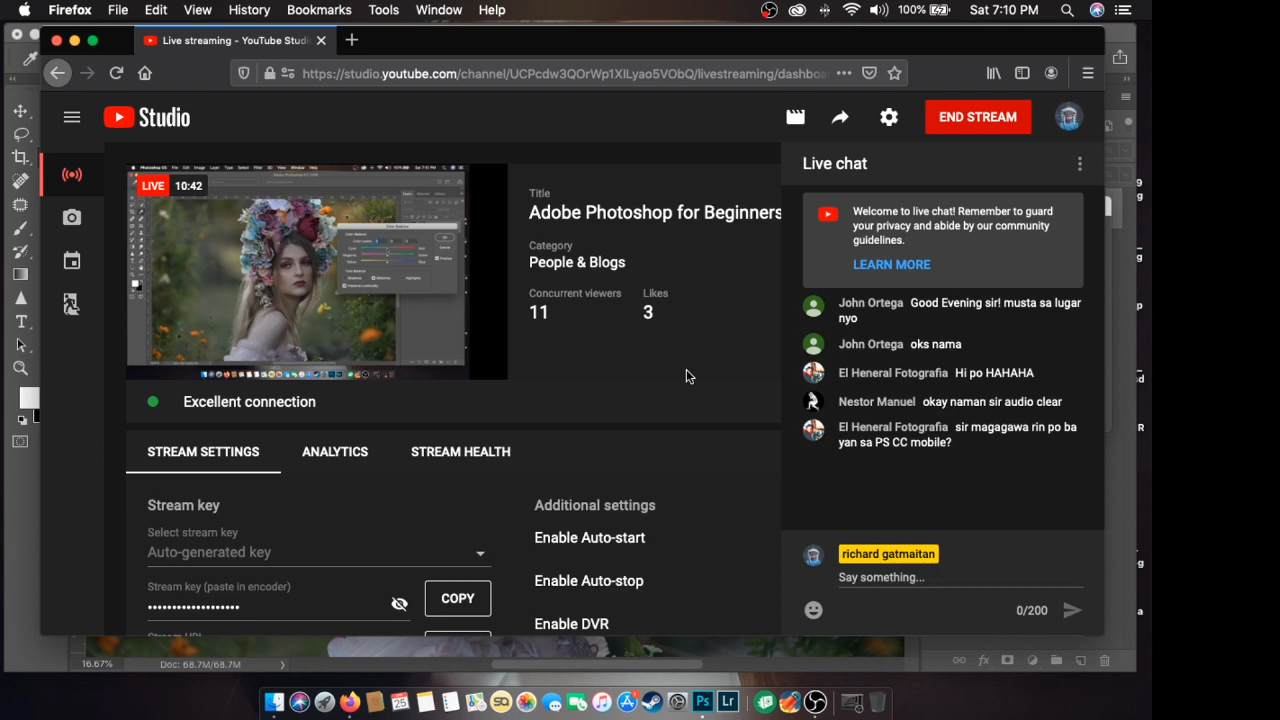 Firefox File Edit View History Bookmarks Tools Window Help 100% Sat 7:10 PM
Live streaming - YouTube Studi
https://studio.youtube.com/channel/UCPcdw3QOrWp1XILyao5VObQ/livestreaming/dashboa
Studio
END STREAM
LIVE 10:42
Title
Adobe Photoshop for Beginners
Category
People & Blogs
Concurrent viewers Likes
11 3
Excellent connection
STREAM SETTINGS ANALYTICS STREAM HEALTH
Stream key
Select stream key
Auto-generated key
Stream key (paste in encoder)
•••••••••••••••••••
COPY
Additional settings
Enable Auto-start
Enable Auto-stop
Enable DVR
Live chat
Welcome to live chat! Remember to guard
your privacy and abide by our community
guidelines.
LEARN MORE
John Ortega Good Evening sir! musta sa lugar
nyo
John Ortega oks nama
El Heneral Fotografia Hi po HAHAHA
Nestor Manuel okay naman sir audio clear
El Heneral Fotografia sir magagawa rin po ba
yan sa PS CC mobile?
richard gatmaitan
Say something...
0/200
16.67% Doc: 68.7M/68.7M
fx
25
Ps Lr